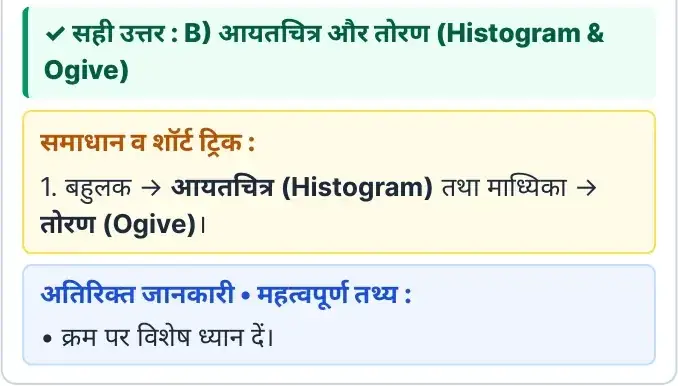 ✓ सही उत्तर : B) आयतचित्र और तोरण (Histogram &
Ogive)
समाधान व शॉर्ट ट्रिक :
1. बहुलक → आयतचित्र (Histogram) तथा माध्यिका →
तोरण (Ogive)।
अतिरिक्त जानकारी • महत्वपूर्ण तथ्य :
• क्रम पर विशेष ध्यान दें।